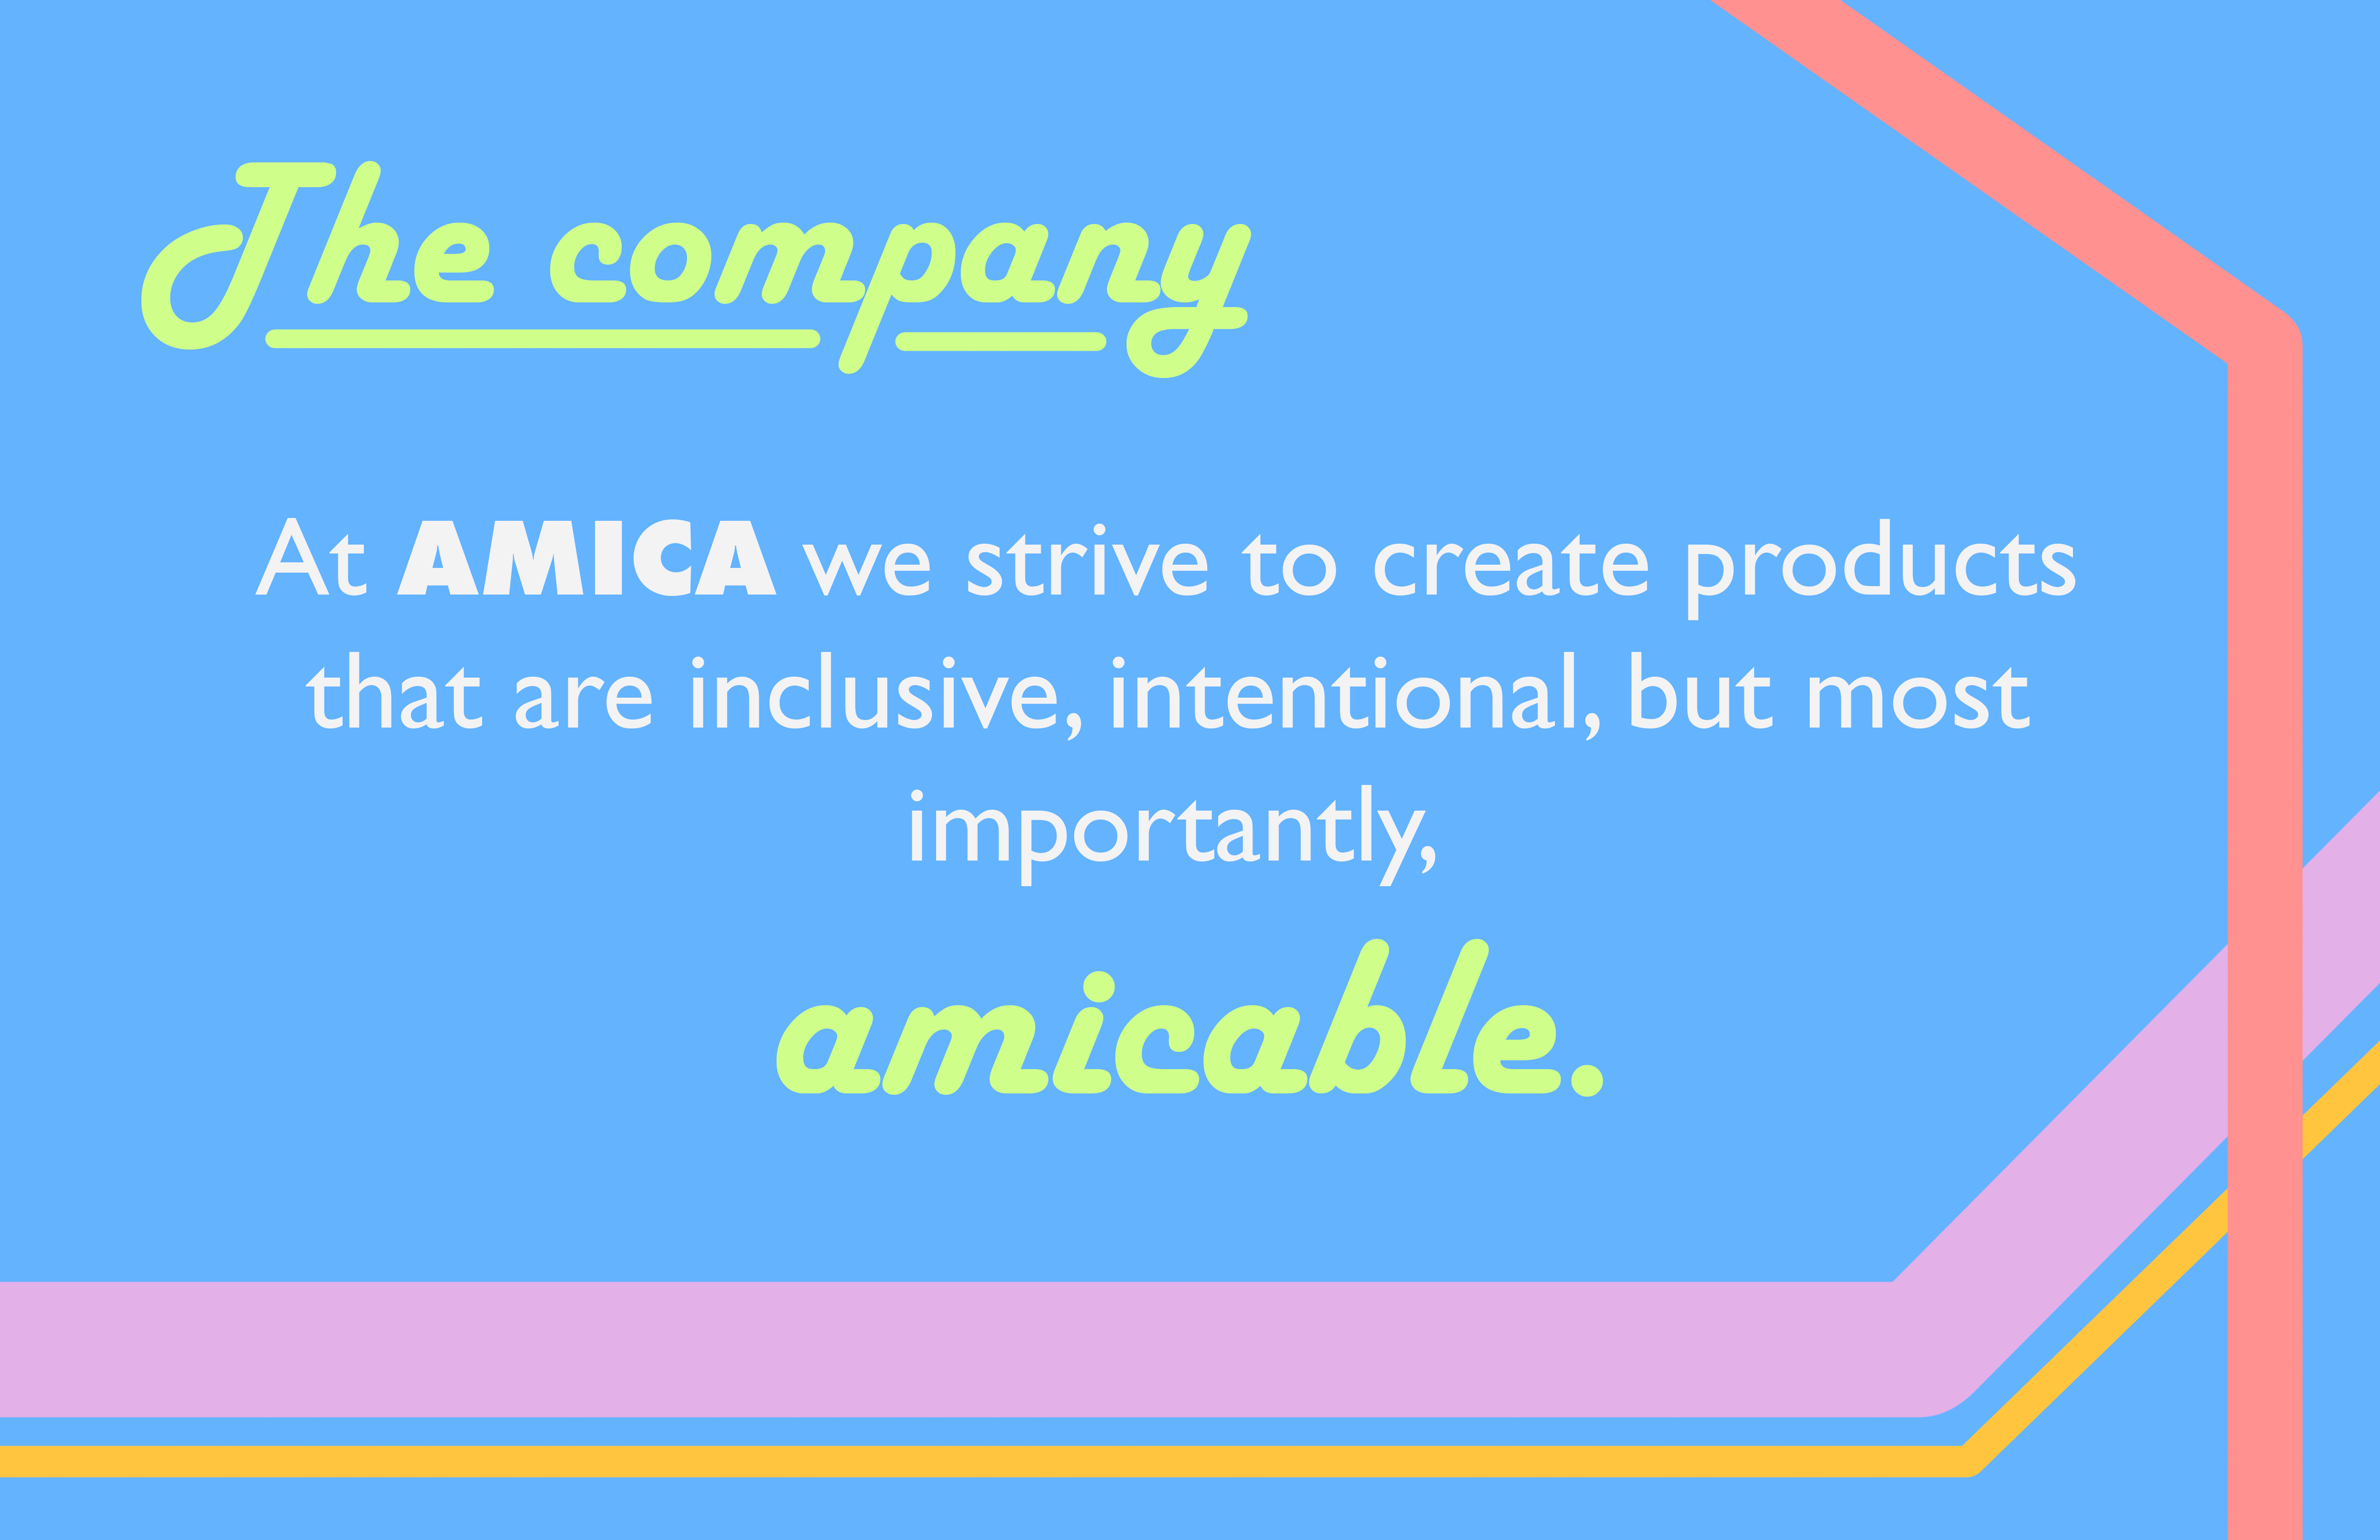 The company
At AMICA we strive to create products
that are inclusive, intentional, but most
importantly,
amicable.